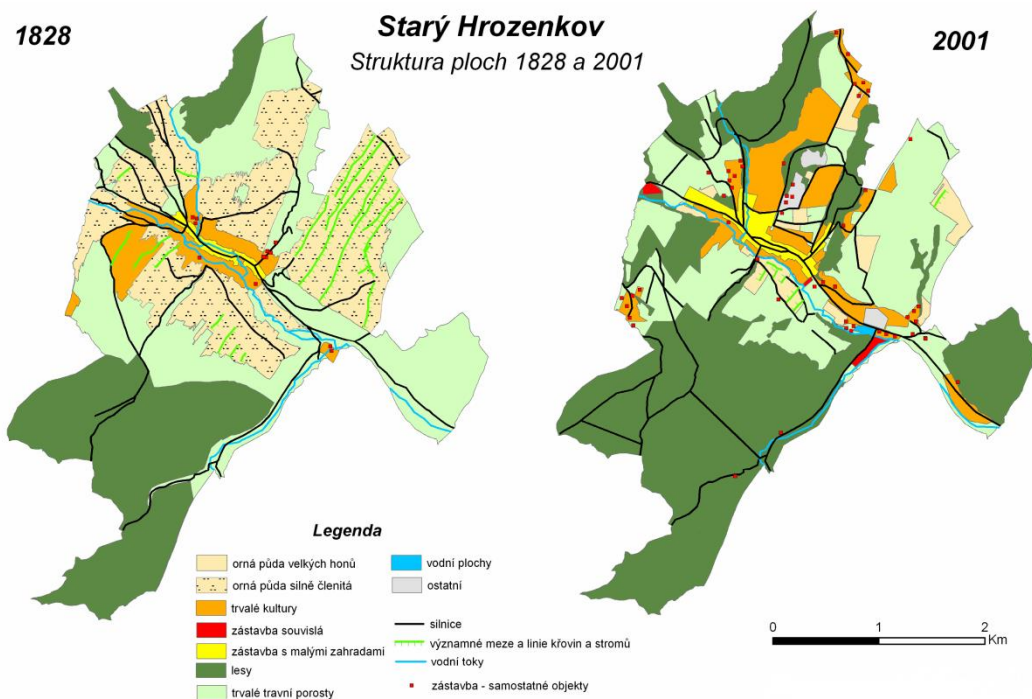 1828
Starý Hrozenkov
Struktura ploch 1828 a 2001
2001
Legenda
orná půda velkých honů
orná půda silně členitá
trvalé kultury
zástavba souvislá
zástavba s malými zahradami
lesy
trvalé travní porosty
vodní plochy
ostatní
silnice
významné meze a linie křovin a stromů
vodní toky
zástavba - samostatné objekty
0 1 2
Km